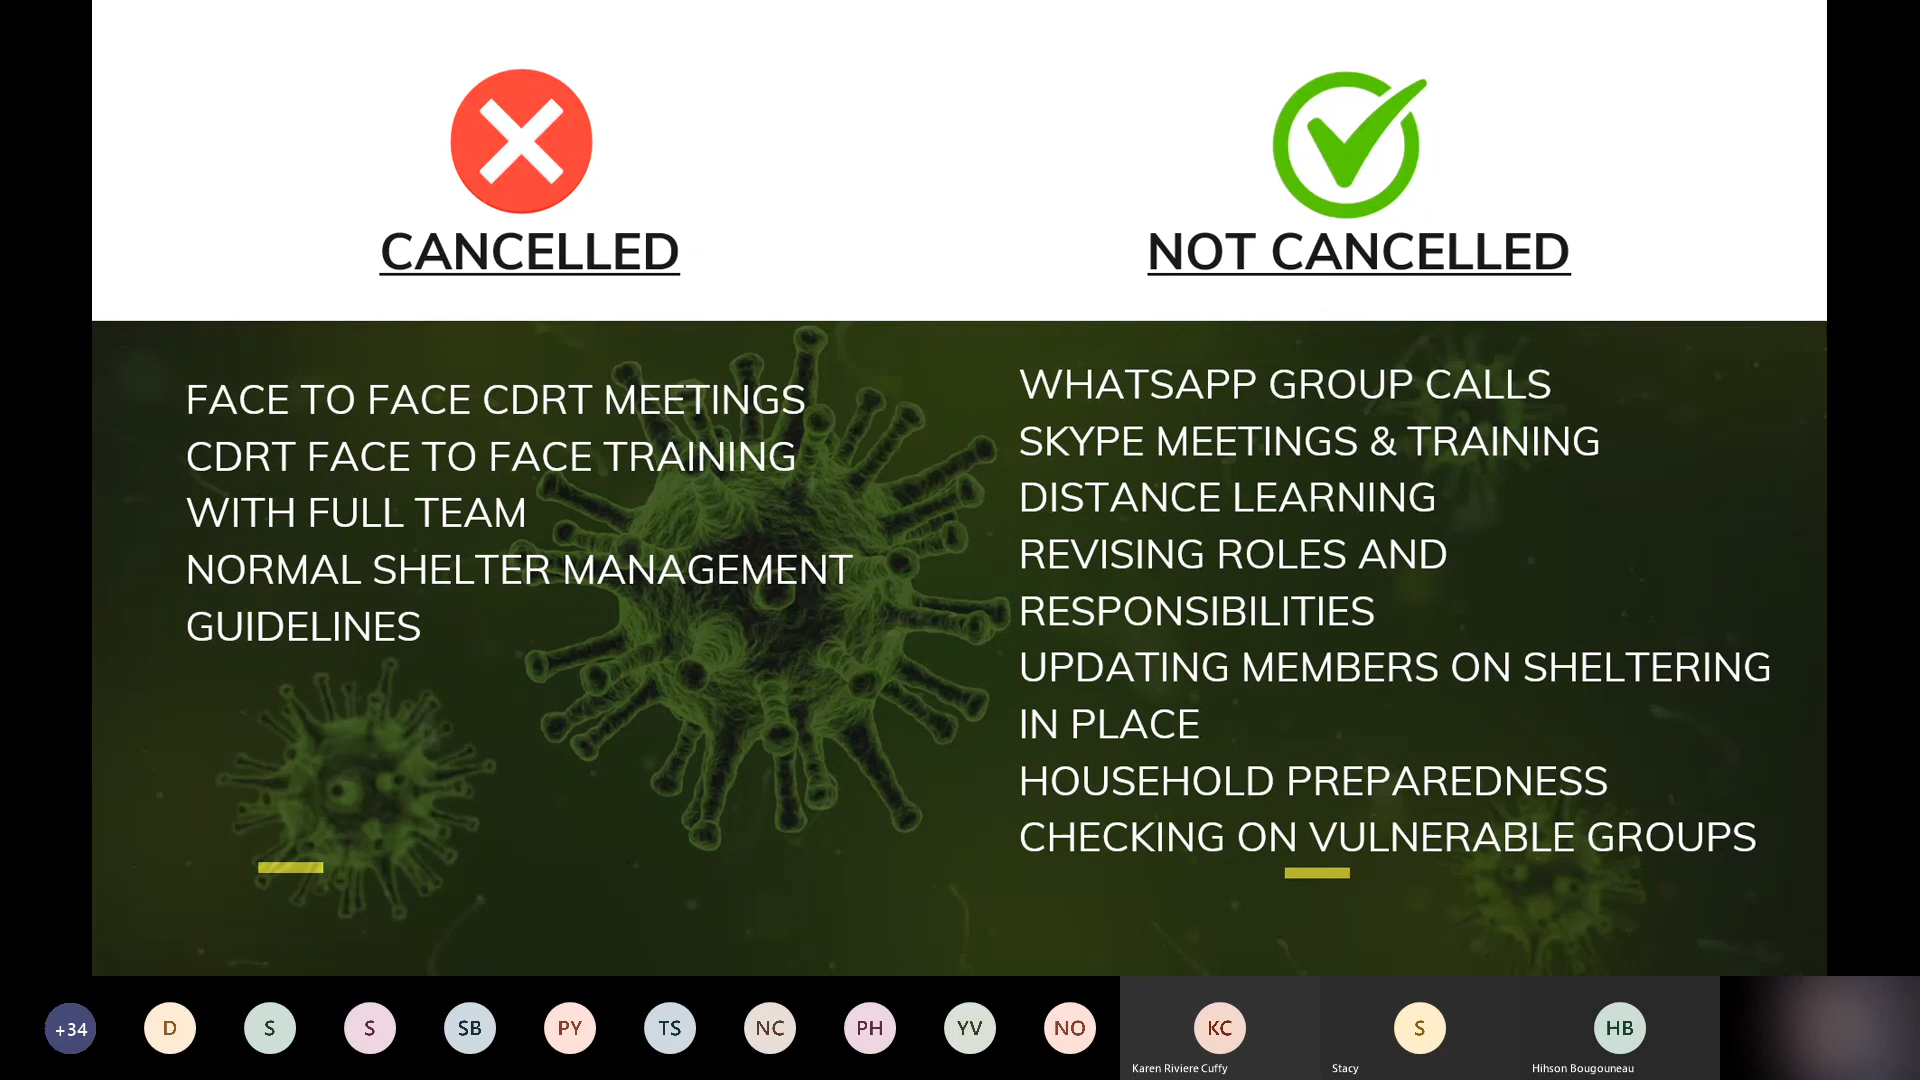 CANCELLED
NOT CANCELLED
FACE TO FACE CDRT MEETINGS
CDRT FACE TO FACE TRAINING
WITH FULL TEAM
NORMAL SHELTER MANAGEMENT
GUIDELINES
WHATSAPP GROUP CALLS
SKYPE MEETINGS & TRAINING
DISTANCE LEARNING
REVISING ROLES AND
RESPONSIBILITIES
UPDATING MEMBERS ON SHELTERING
IN PLACE
HOUSEHOLD PREPAREDNESS
CHECKING ON VULNERABLE GROUPS
+34 D S S SB PY TS NC PH YV NO KC S HB
Karen Riviere Cuffy Stacy Hihson Bougouneau